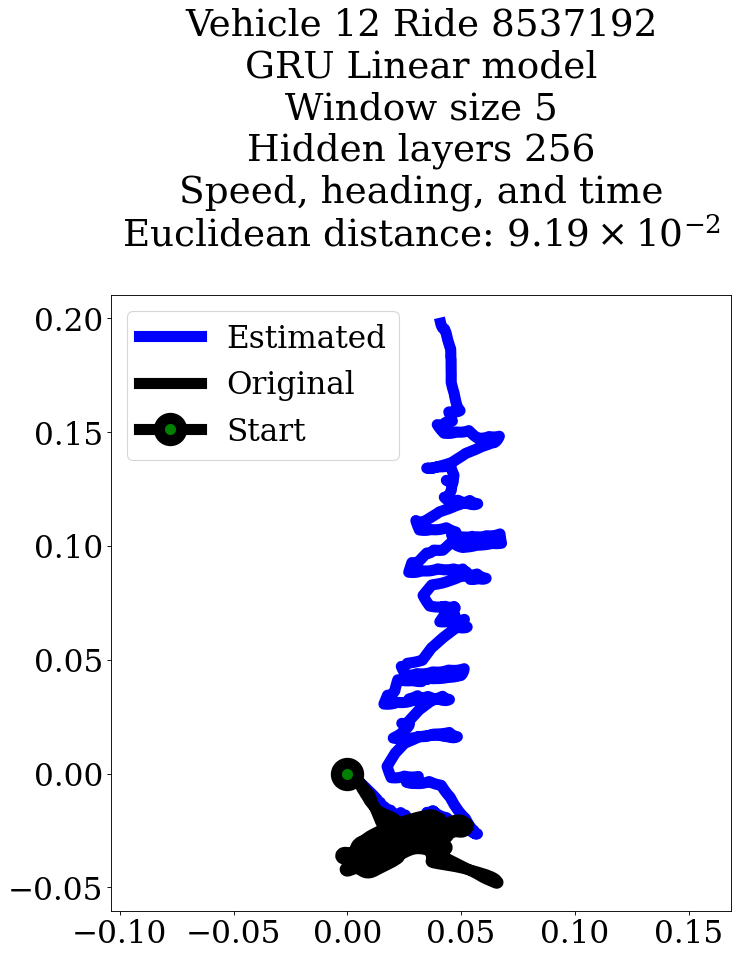 Vehicle 12 Ride 8537192
GRU Linear model
Window size 5
Hidden layers 256
Speed, heading, and time
Euclidean distance: 9.19 × 10⁻²
Estimated
Original
Start
0.20
0.15
0.10
0.05
0.00
−0.05
−0.10 −0.05 0.00 0.05 0.10 0.15